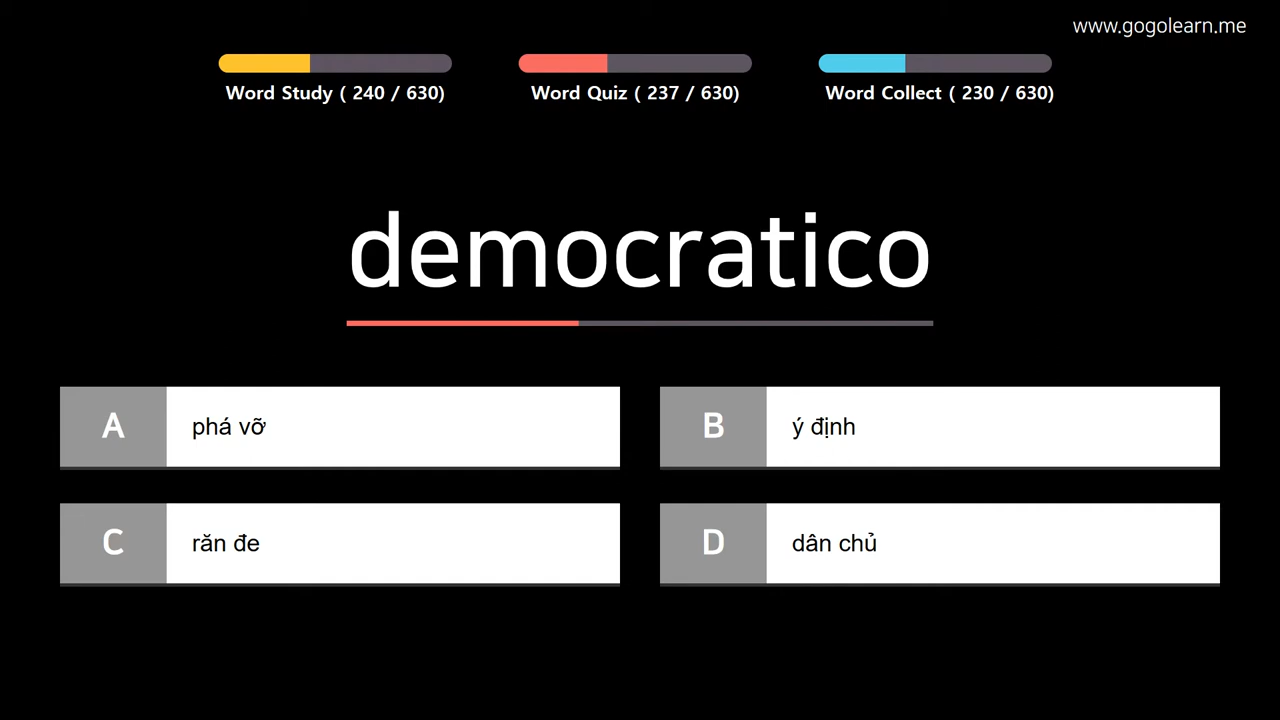 www.gogolearn.me
Word Study ( 240 / 630)
Word Quiz ( 237 / 630)
Word Collect ( 230 / 630)
democratico
A phá vỡ
B ý định
C răn đe
D dân chủ